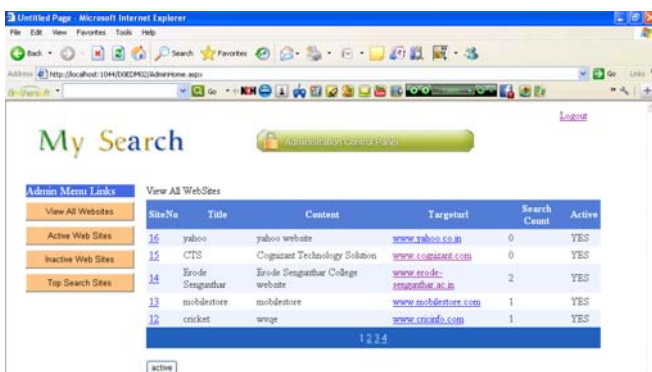 Untitled Page - Microsoft Internet Explorer
File Edit View Favorites Tools Help
Back Search Favorites
Address http://localhost:1044/DOEDM02/AdminHome.aspx Go Links
Go
Logout
My Search
Administration Control Panel
Admin Menu Links
View All Websites
Active Web Sites
Inactive Web Sites
Top Search Sites
View All WebSites
SiteNo Title Content Targeturl Search Count Active
16 yahoo yahoo website www.yahoo.co.in 0 YES
15 CTS Cognizant Technology Solution www.cognizant.com 0 YES
14 Erode Sengunthar Erode Sengunthar College website www.erode-sengunthar.ac.in 2 YES
13 mobilestore mobilestore www.mobilestore.com 1 YES
12 cricket wvqe www.cricinfo.com 1 YES
1 2 3 4
active